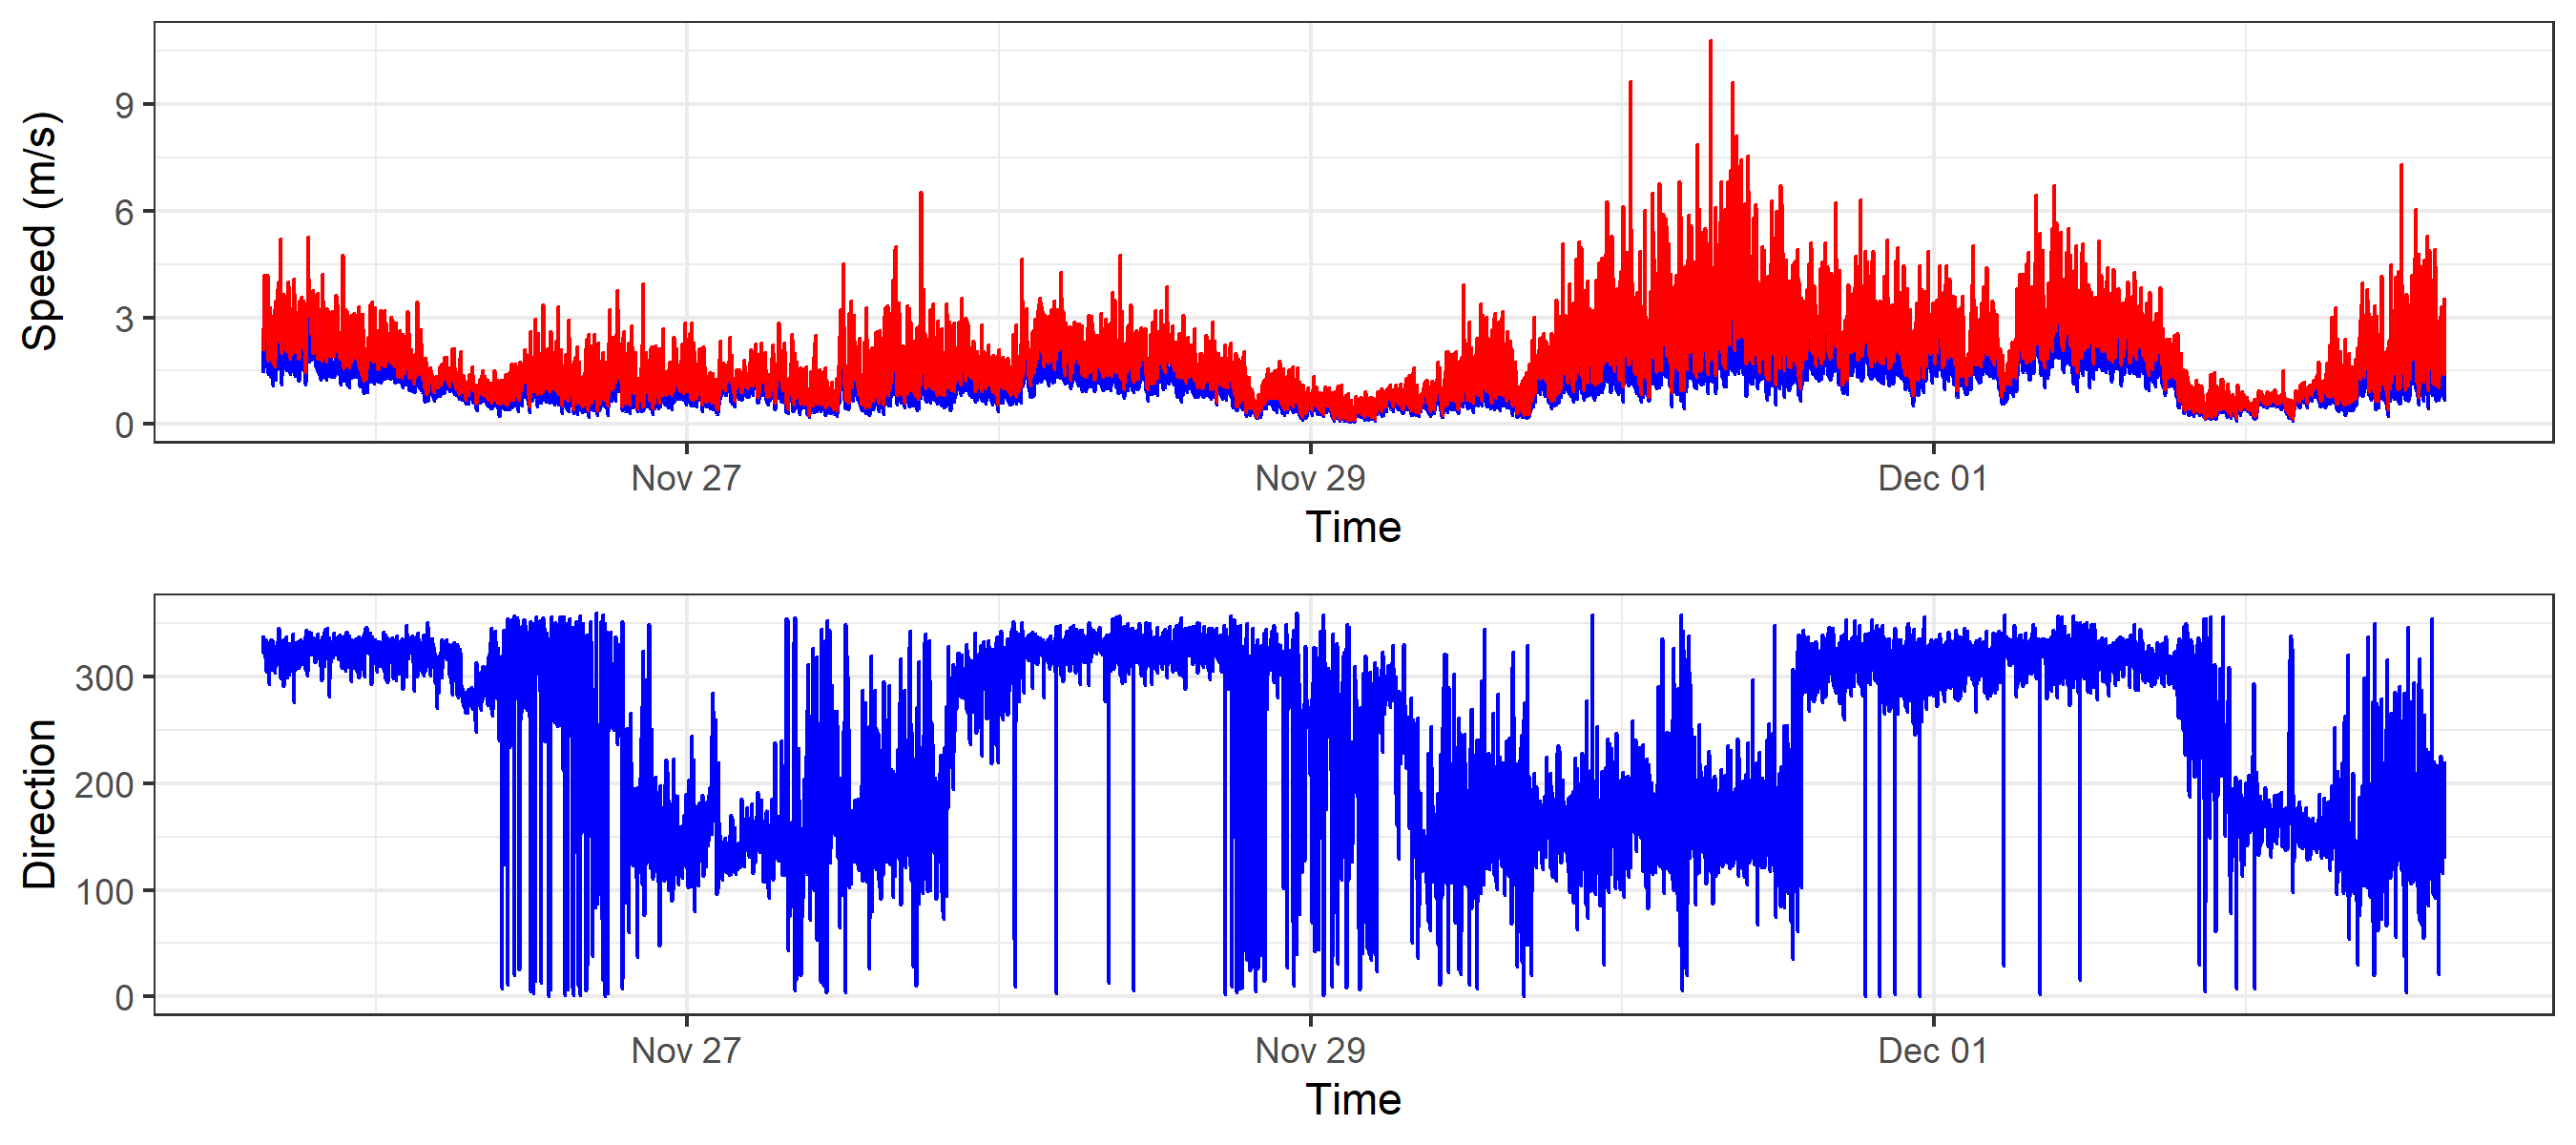 Speed (m/s)
9
6
3
0
Nov 27
Nov 29
Dec 01
Time
Direction
300
200
100
0
Nov 27
Nov 29
Dec 01
Time